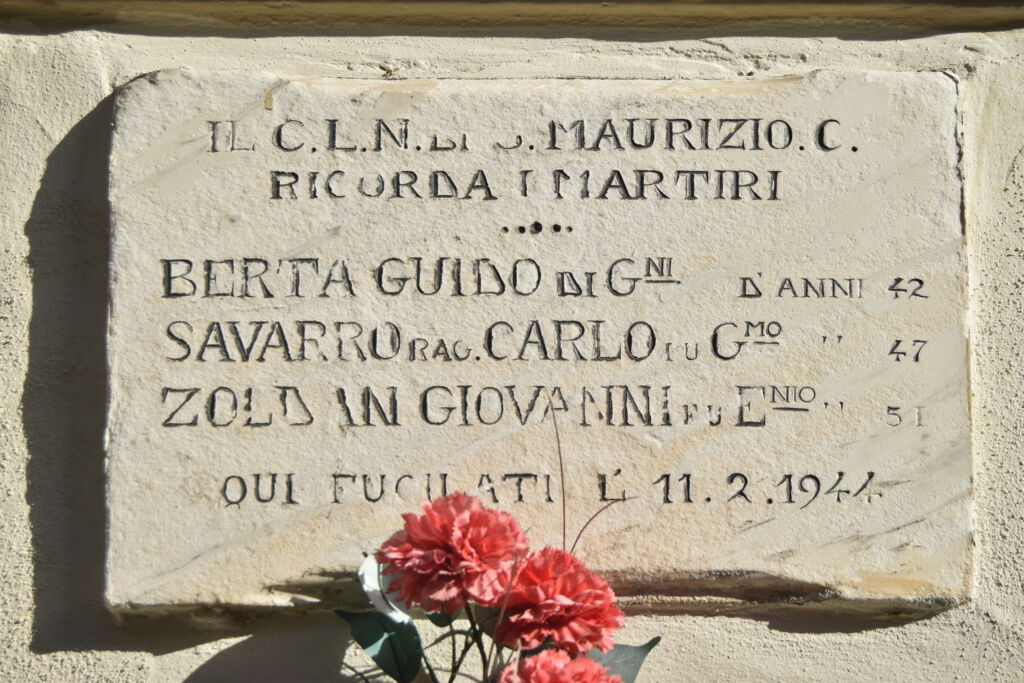 IL C.L.N. DI S. MAURIZIO. C.
RICORDA I MARTIRI
BERTA GUIDO DI GNI D'ANNI 42
SAVARRO RAG. CARLO FU GMO " 47
ZOLDAN GIOVANNI FU ENIO " 51
QUI FUCILATI L' 11.2.1944